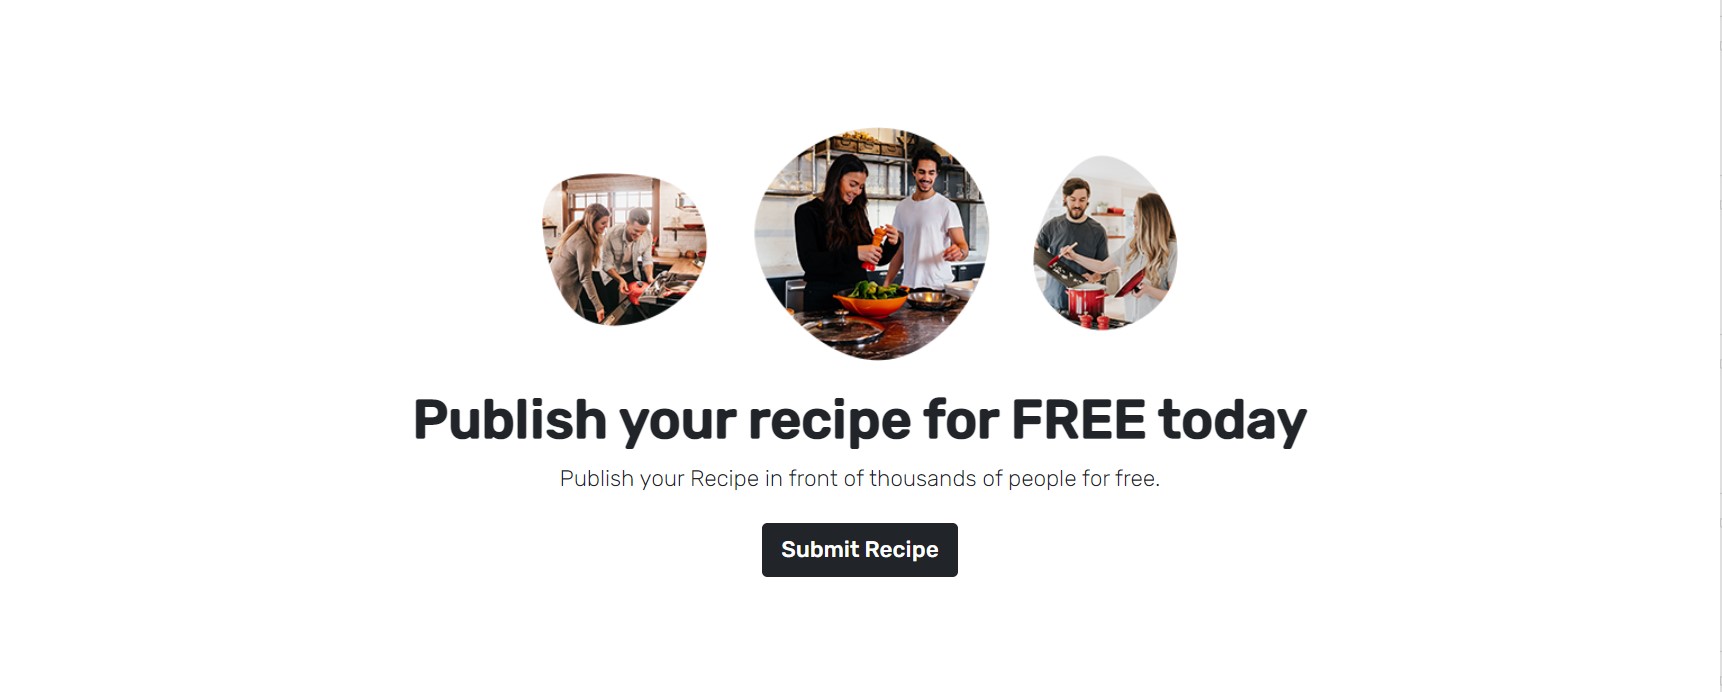 Publish your recipe for FREE today
Publish your Recipe in front of thousands of people for free.
Submit Recipe